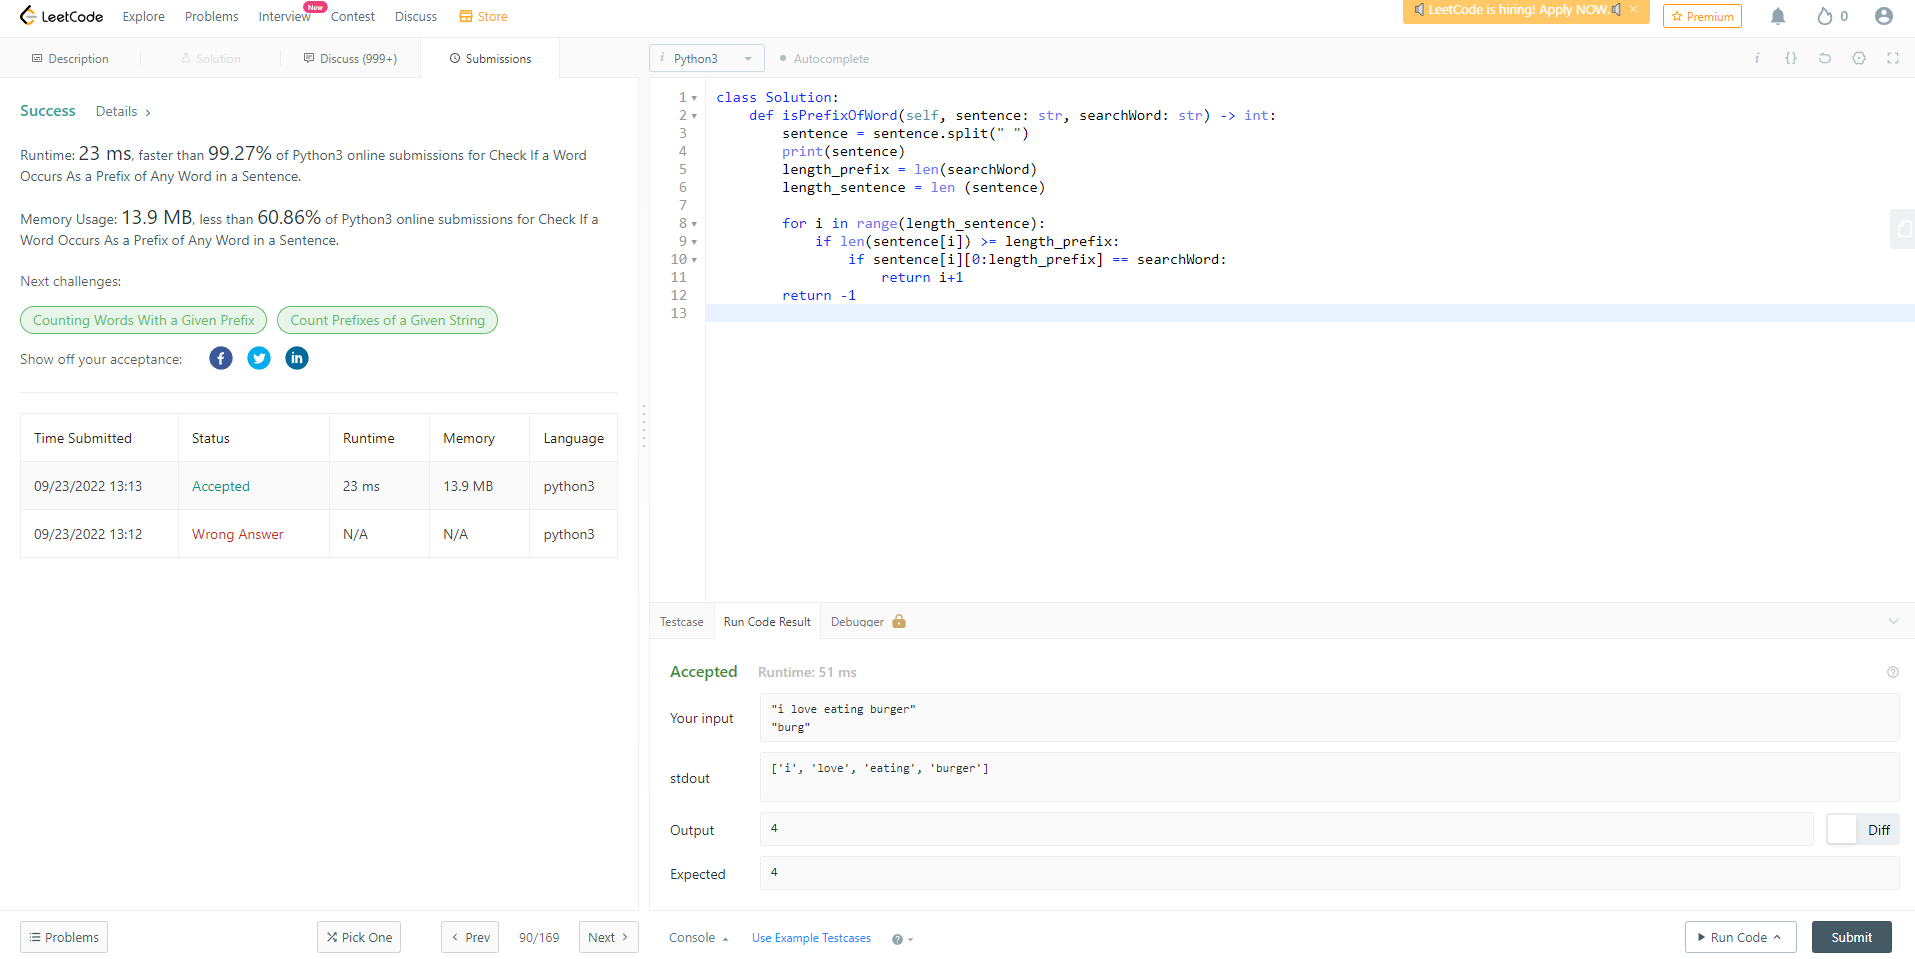 LeetCode Explore Problems Interview New Contest Discuss Store LeetCode is hiring! Apply NOW. × Premium 0
Description Solution Discuss (999+) Submissions
i Python3 Autocomplete i {}
Success Details >
Runtime: 23 ms, faster than 99.27% of Python3 online submissions for Check If a Word
Occurs As a Prefix of Any Word in a Sentence.
Memory Usage: 13.9 MB, less than 60.86% of Python3 online submissions for Check If a
Word Occurs As a Prefix of Any Word in a Sentence.
Next challenges:
Counting Words With a Given Prefix Count Prefixes of a Given String
Show off your acceptance: f in
Time Submitted Status Runtime Memory Language
09/23/2022 13:13 Accepted 23 ms 13.9 MB python3
09/23/2022 13:12 Wrong Answer N/A N/A python3
1 class Solution:
2     def isPrefixOfWord(self, sentence: str, searchWord: str) -> int:
3         sentence = sentence.split(" ")
4         print(sentence)
5         length_prefix = len(searchWord)
6         length_sentence = len (sentence)
7
8         for i in range(length_sentence):
9             if len(sentence[i]) >= length_prefix:
10                 if sentence[i][0:length_prefix] == searchWord:
11                     return i+1
12         return -1
13
Testcase Run Code Result Debugger
Accepted Runtime: 51 ms ?
Your input "i love eating burger"
"burg"
stdout ['i', 'love', 'eating', 'burger']
Output 4 Diff
Expected 4
Problems Pick One < Prev 90/169 Next > Console Use Example Testcases ? Run Code Submit